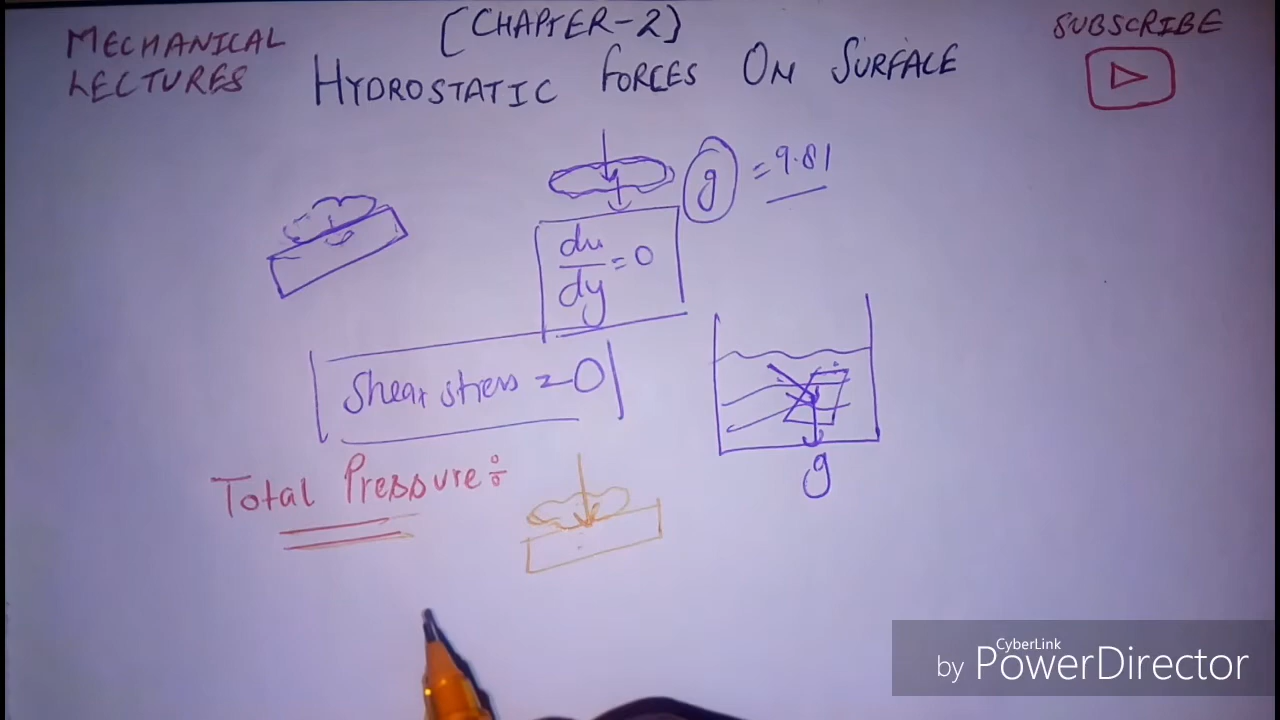 [CHAPTER-2]
MECHANICAL
LECTURES
HYDROSTATIC FORCES ON SURFACE
SUBSCRIBE
g = 9.81
du/dy = 0
Shear stress = 0
g
Total Pressure ÷
CyberLink
by PowerDirector